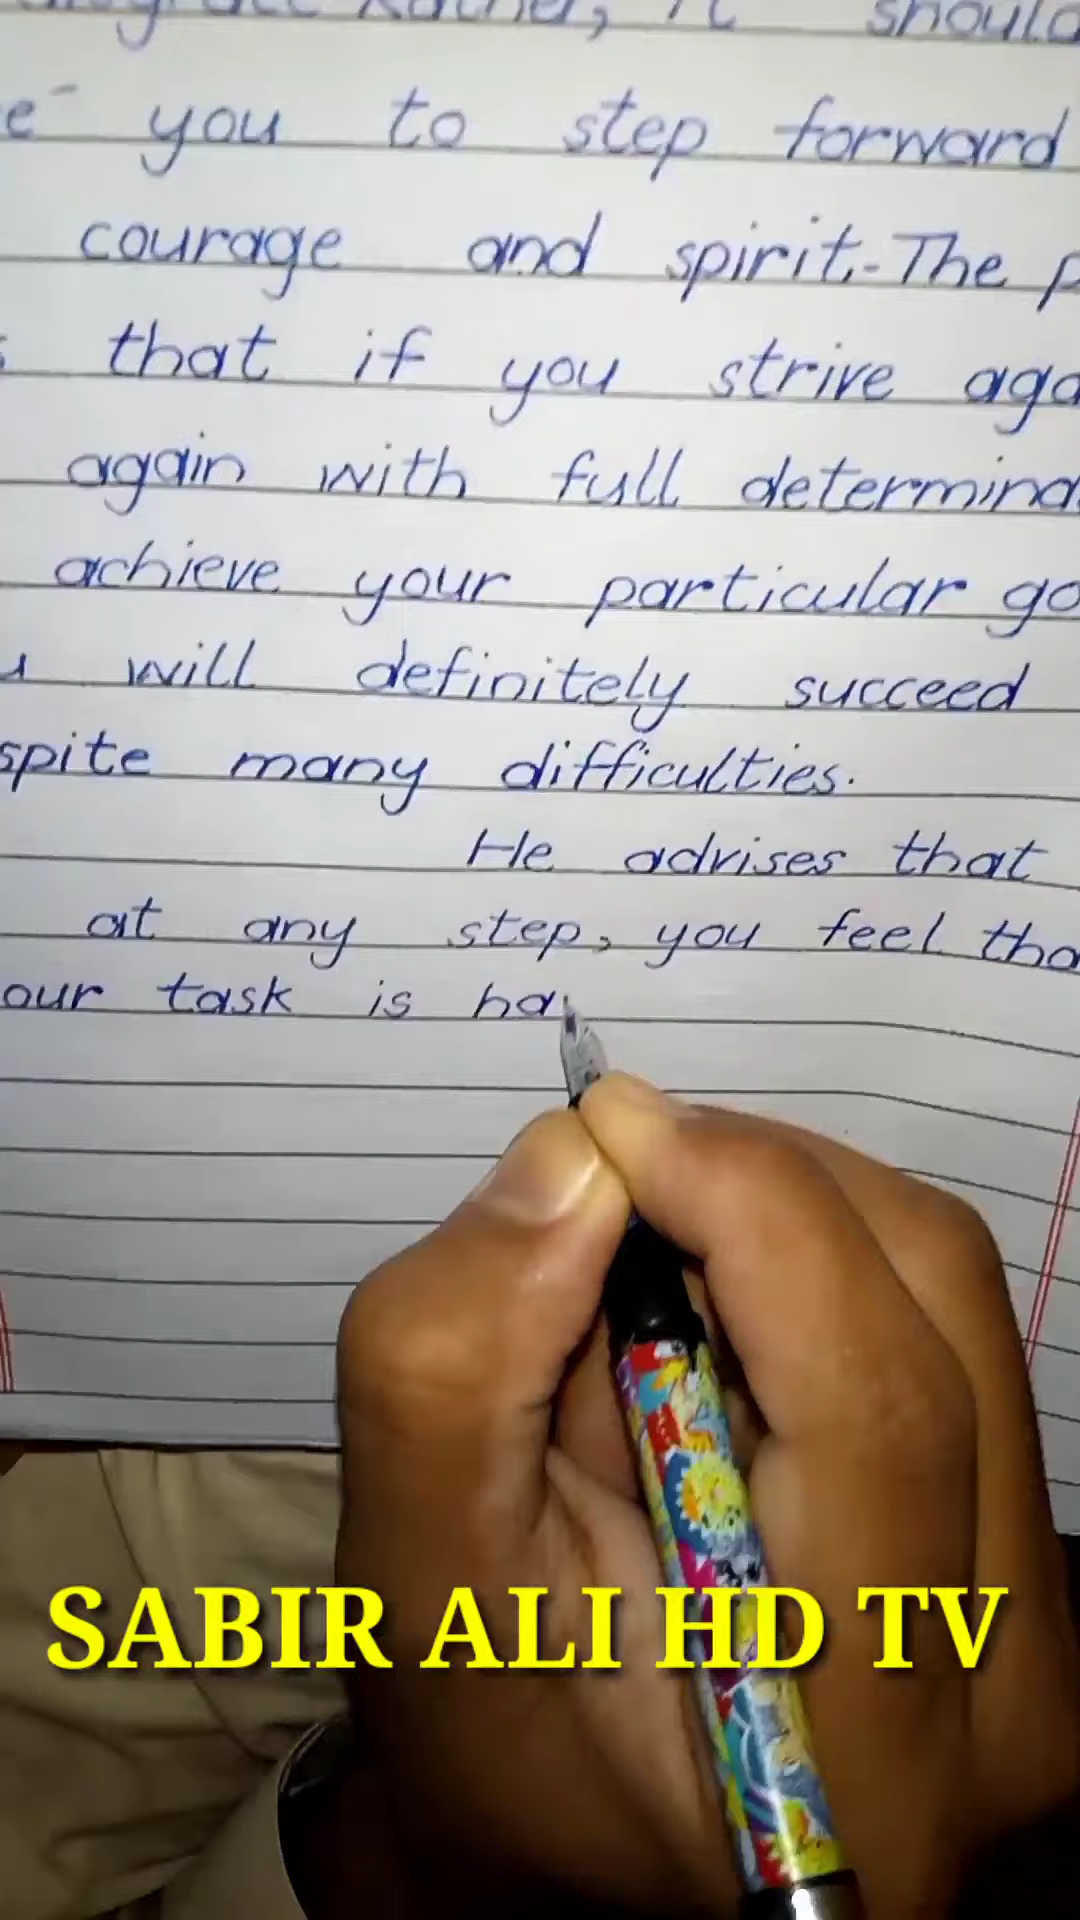 you to step forward
courage and spirit.-The
that if you strive
again with full
achieve your particular
will definitely succeed
spite many difficulties.
He advises that
at any step, you feel
our task is ha
SABIR ALI HD TV